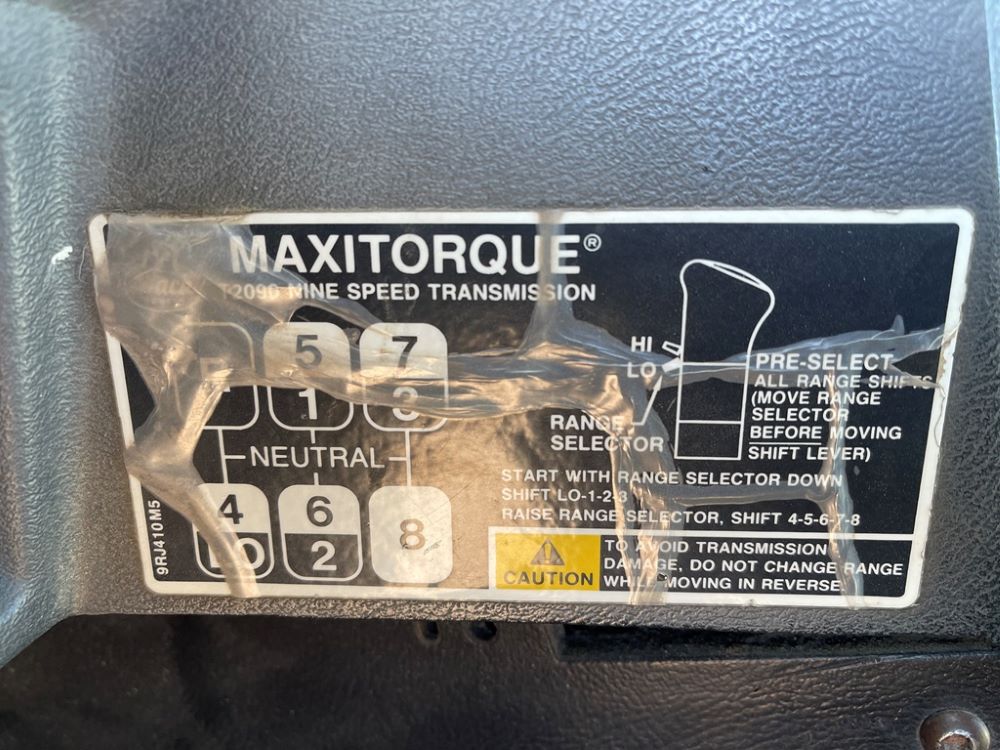 MAXITORQUE®
T2090 NINE SPEED TRANSMISSION
5 7
1 3
NEUTRAL
4 6 8
LO 2
9RJ410M5
HI
LO
RANGE
SELECTOR
PRE-SELECT
ALL RANGE SHIFTS
(MOVE RANGE
SELECTOR
BEFORE MOVING
SHIFT LEVER)
START WITH RANGE SELECTOR DOWN
SHIFT LO-1-2-3
RAISE RANGE SELECTOR, SHIFT 4-5-6-7-8
CAUTION
TO AVOID TRANSMISSION
DAMAGE, DO NOT CHANGE RANGE
WHILE MOVING IN REVERSE